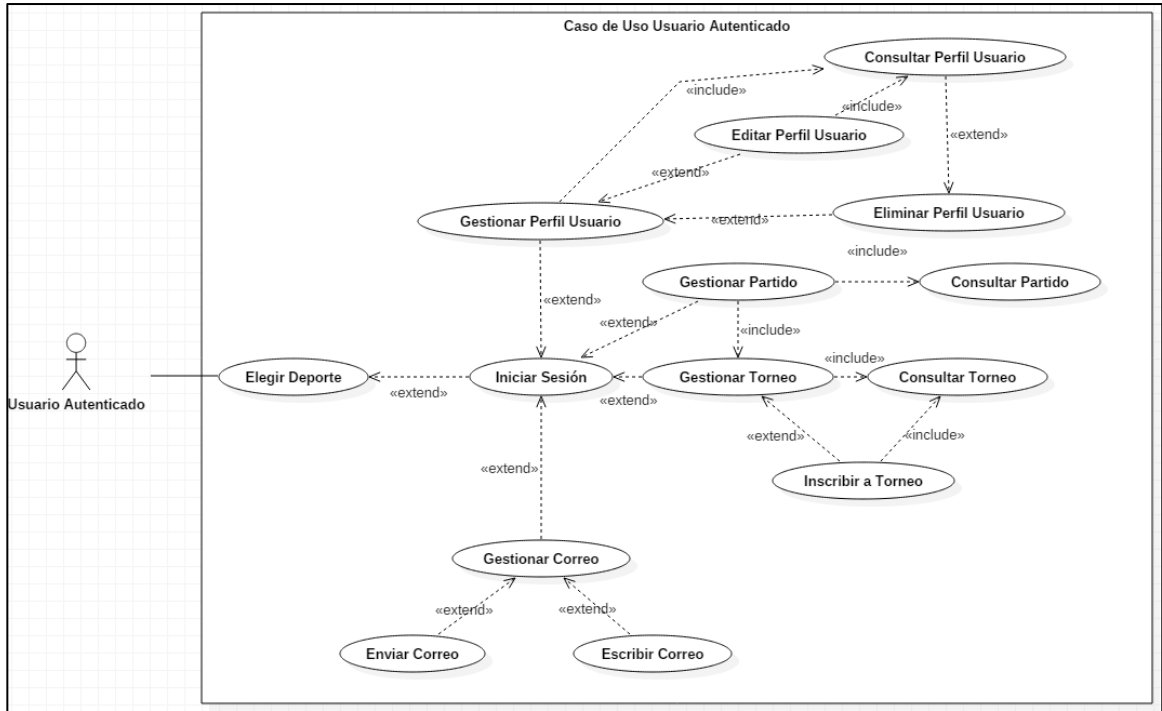 Caso de Uso Usuario Autenticado
Consultar Perfil Usuario
«include»
«include»
Editar Perfil Usuario
«extend»
«extend»
Gestionar Perfil Usuario
«extend»
Eliminar Perfil Usuario
«include»
Gestionar Partido
Consultar Partido
«extend»
«extend»
«include»
Usuario Autenticado
Elegir Deporte
«extend»
Iniciar Sesión
«extend»
Gestionar Torneo
«include»
Consultar Torneo
«extend»
«include»
«extend»
Inscribir a Torneo
Gestionar Correo
«extend»
«extend»
Enviar Correo
Escribir Correo